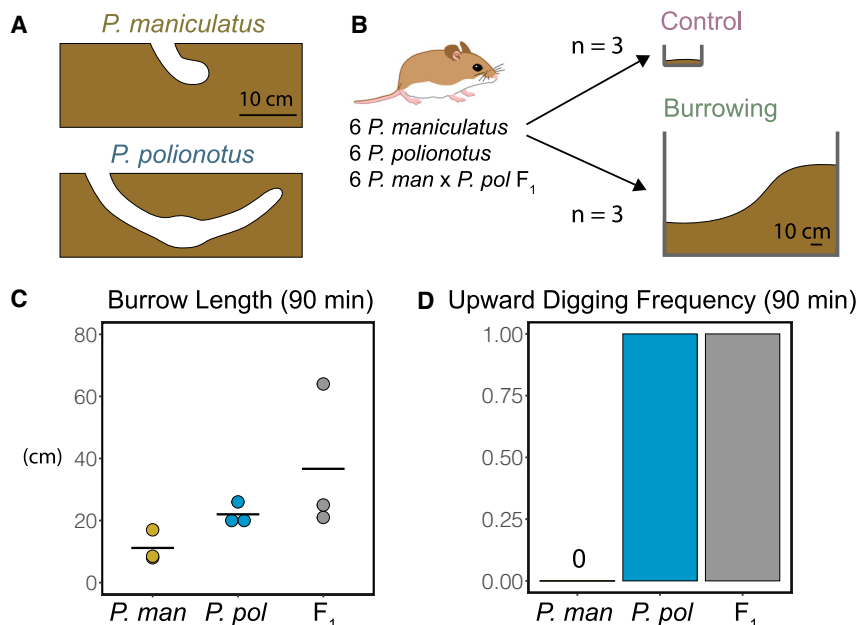 A
P. maniculatus
10 cm
P. polionotus
B
6 P. maniculatus
6 P. polionotus
6 P. man x P. pol F₁
n = 3
n = 3
Control
Burrowing
10 cm
C
Burrow Length (90 min)
80
60
40
20
0
(cm)
P. man
P. pol
F₁
D
Upward Digging Frequency (90 min)
1.00
0.75
0.50
0.25
0.00
0
P. man
P. pol
F₁